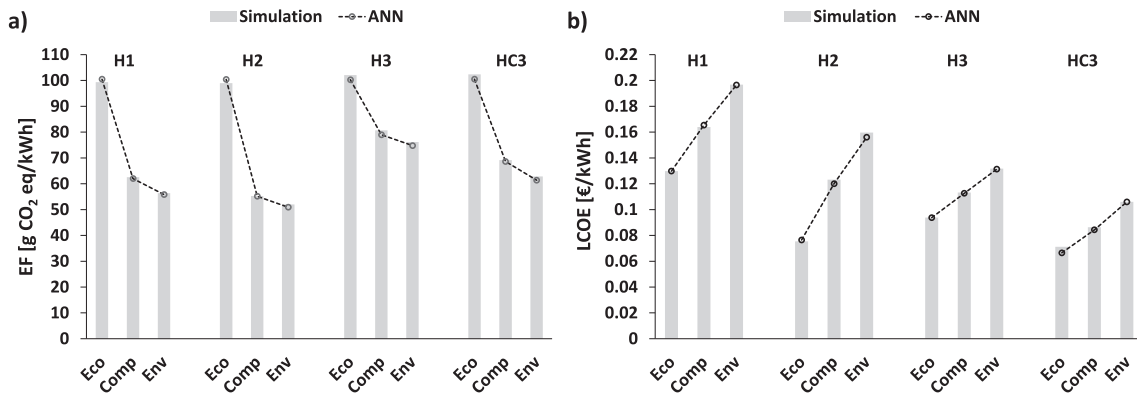 a)
Simulation ANN
EF [g CO2 eq/kWh]
110
100
90
80
70
60
50
40
30
20
10
0
H1 H2 H3 HC3
Eco Comp Env Eco Comp Env Eco Comp Env Eco Comp Env
b)
Simulation ANN
LCOE [€/kWh]
0.22
0.2
0.18
0.16
0.14
0.12
0.1
0.08
0.06
0.04
0.02
0
H1 H2 H3 HC3
Eco Comp Env Eco Comp Env Eco Comp Env Eco Comp Env